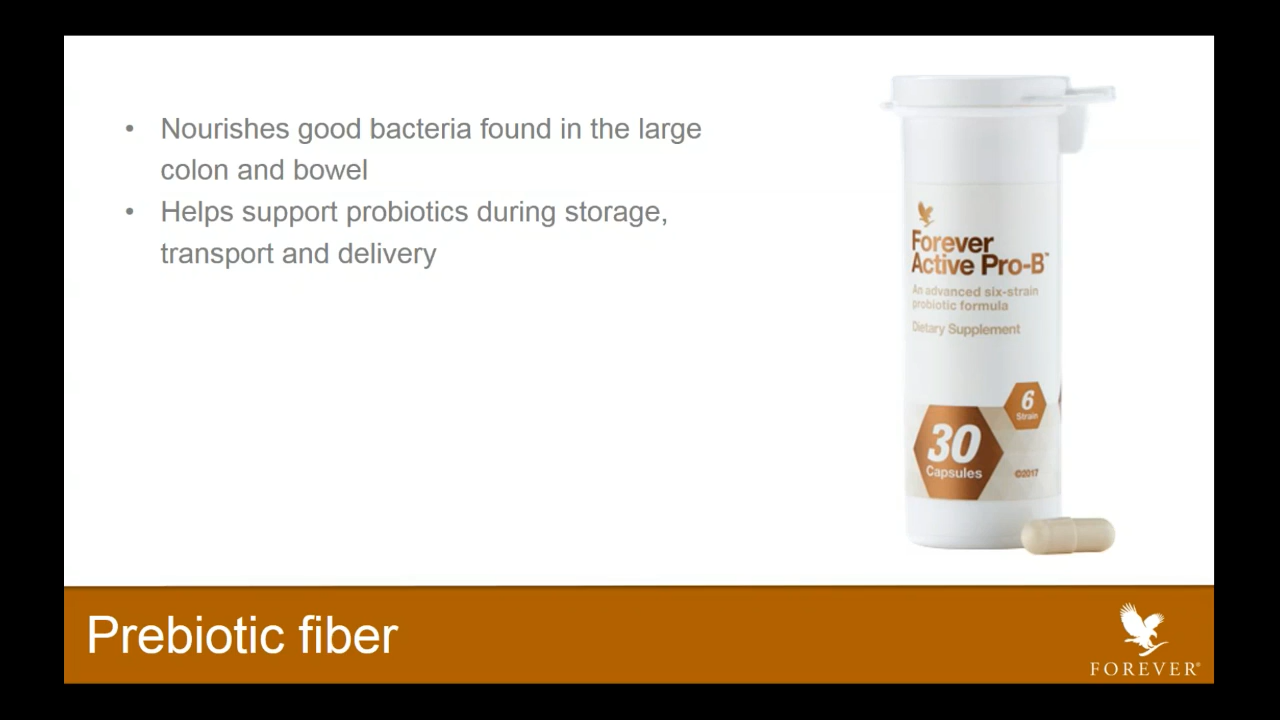 • Nourishes good bacteria found in the large
colon and bowel
• Helps support probiotics during storage,
transport and delivery
Forever
Active Pro-B™
An advanced six-strain
probiotic formula
Dietary Supplement
6
Strain
30
Capsules
©2017
Prebiotic fiber
FOREVER®